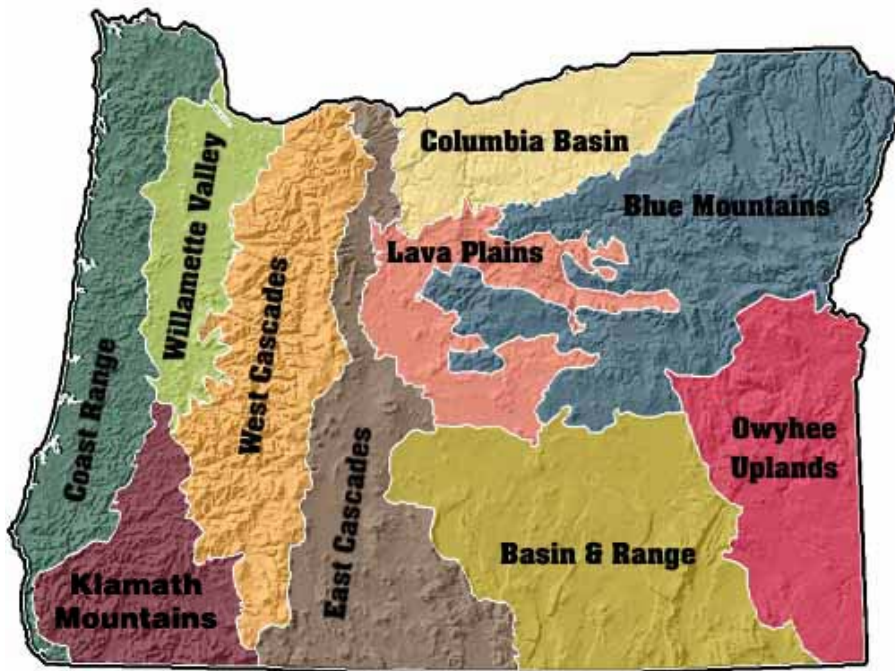 Columbia Basin
Blue Mountains
Lava Plains
Willamette Valley
Coast Range
West Cascades
East Cascades
Owyhee
Uplands
Basin & Range
Klamath
Mountains